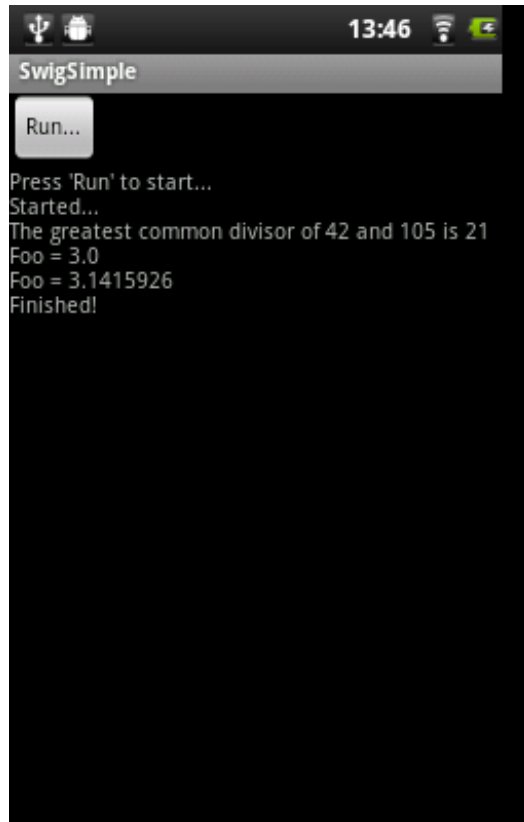 13:46
SwigSimple
Run...
Press 'Run' to start...
Started...
The greatest common divisor of 42 and 105 is 21
Foo = 3.0
Foo = 3.1415926
Finished!